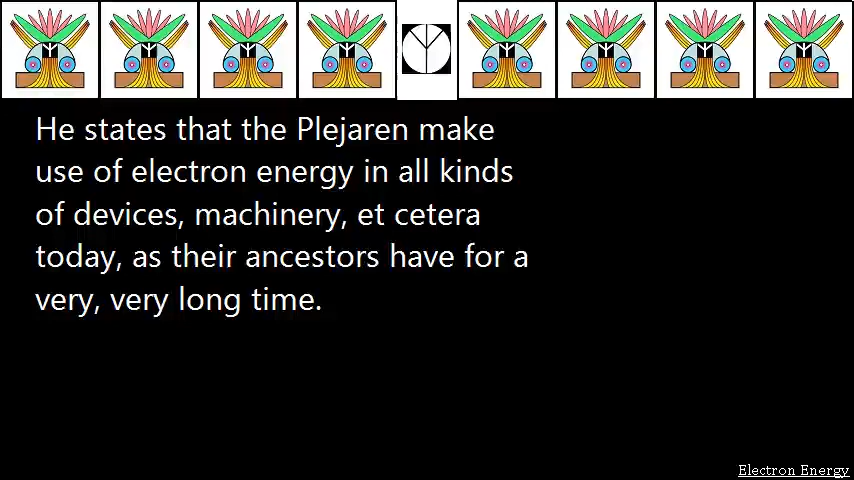 He states that the Plejaren make
use of electron energy in all kinds
of devices, machinery, et cetera
today, as their ancestors have for a
very, very long time.
Electron Energy